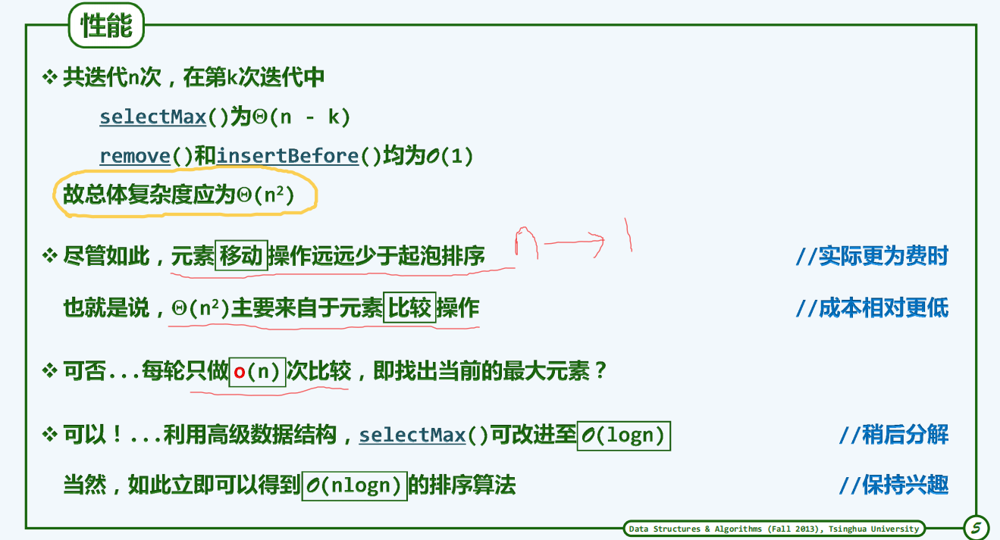 性能
❖ 共迭代n次，在第k次迭代中
selectMax()为Θ(n - k)
remove()和insertBefore()均为𝒪(1)
故总体复杂度应为Θ(n²)
n → 1
❖ 尽管如此，元素移动操作远远少于起泡排序 //实际更为费时
也就是说，Θ(n²)主要来自于元素比较操作 //成本相对更低
❖ 可否...每轮只做o(n)次比较，即找出当前的最大元素？
❖ 可以！...利用高级数据结构，selectMax()可改进至𝒪(logn) //稍后分解
当然，如此立即可以得到𝒪(nlogn)的排序算法 //保持兴趣
Data Structures & Algorithms (Fall 2013), Tsinghua University 5